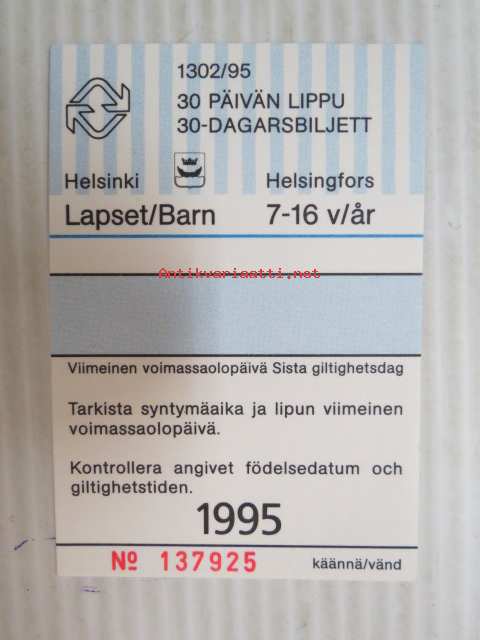 1302/95
30 PÄIVÄN LIPPU
30-DAGARSBILJETT
Helsinki Helsingfors
Lapset/Barn 7-16 v/år
Antikvariaatti.net
Viimeinen voimassaolopäivä Sista giltighetsdag
Tarkista syntymäaika ja lipun viimeinen
voimassaolopäivä.
Kontrollera angivet födelsedatum och
giltighetstiden.
1995
№ 137925 käännä/vänd